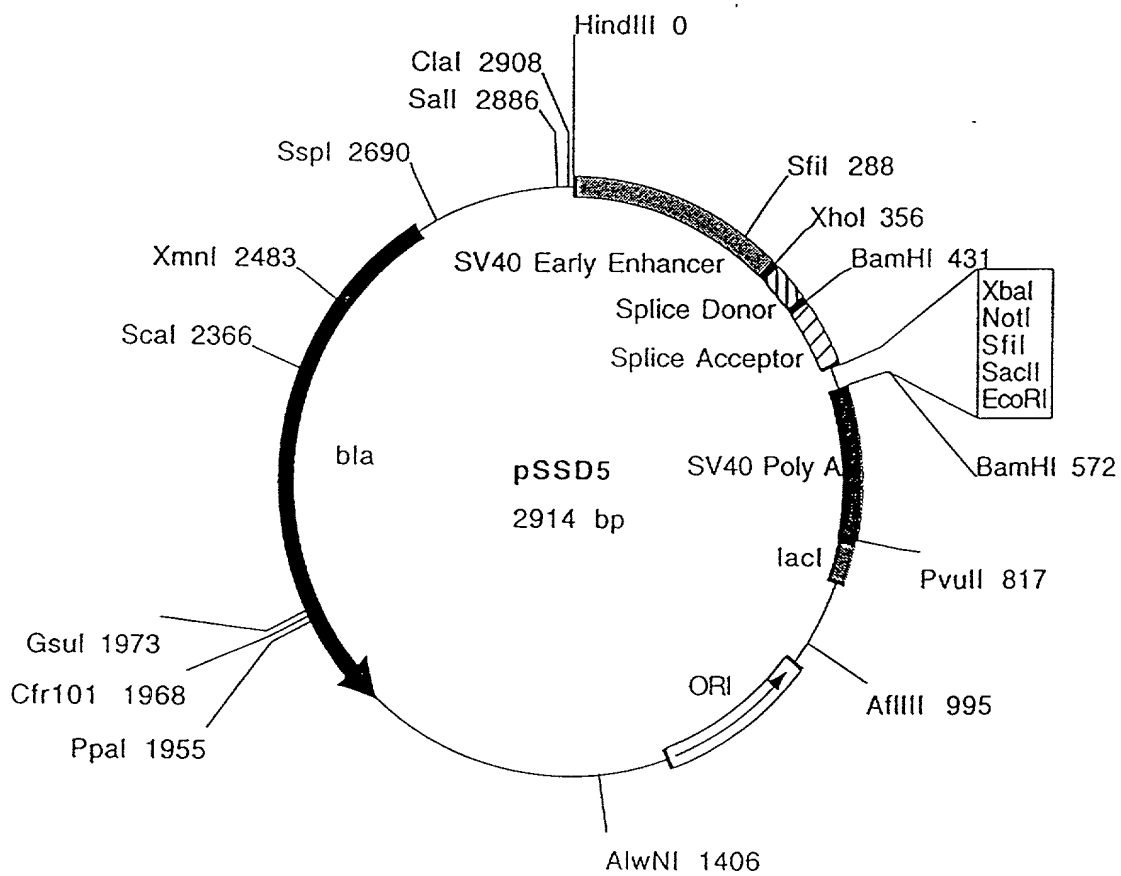 HindIII 0
ClaI 2908
SalI 2886
SspI 2690
SfiI 288
XhoI 356
XmnI 2483
SV40 Early Enhancer
BamHI 431
XbaI
NotI
SfiI
SacII
EcoRI
Splice Donor
ScaI 2366
Splice Acceptor
bla
pSSD5
2914 bp
SV40 Poly A
BamHI 572
lacI
PvuII 817
GsuI 1973
Cfr101 1968
PpaI 1955
ORI
AflIII 995
AlwNI 1406